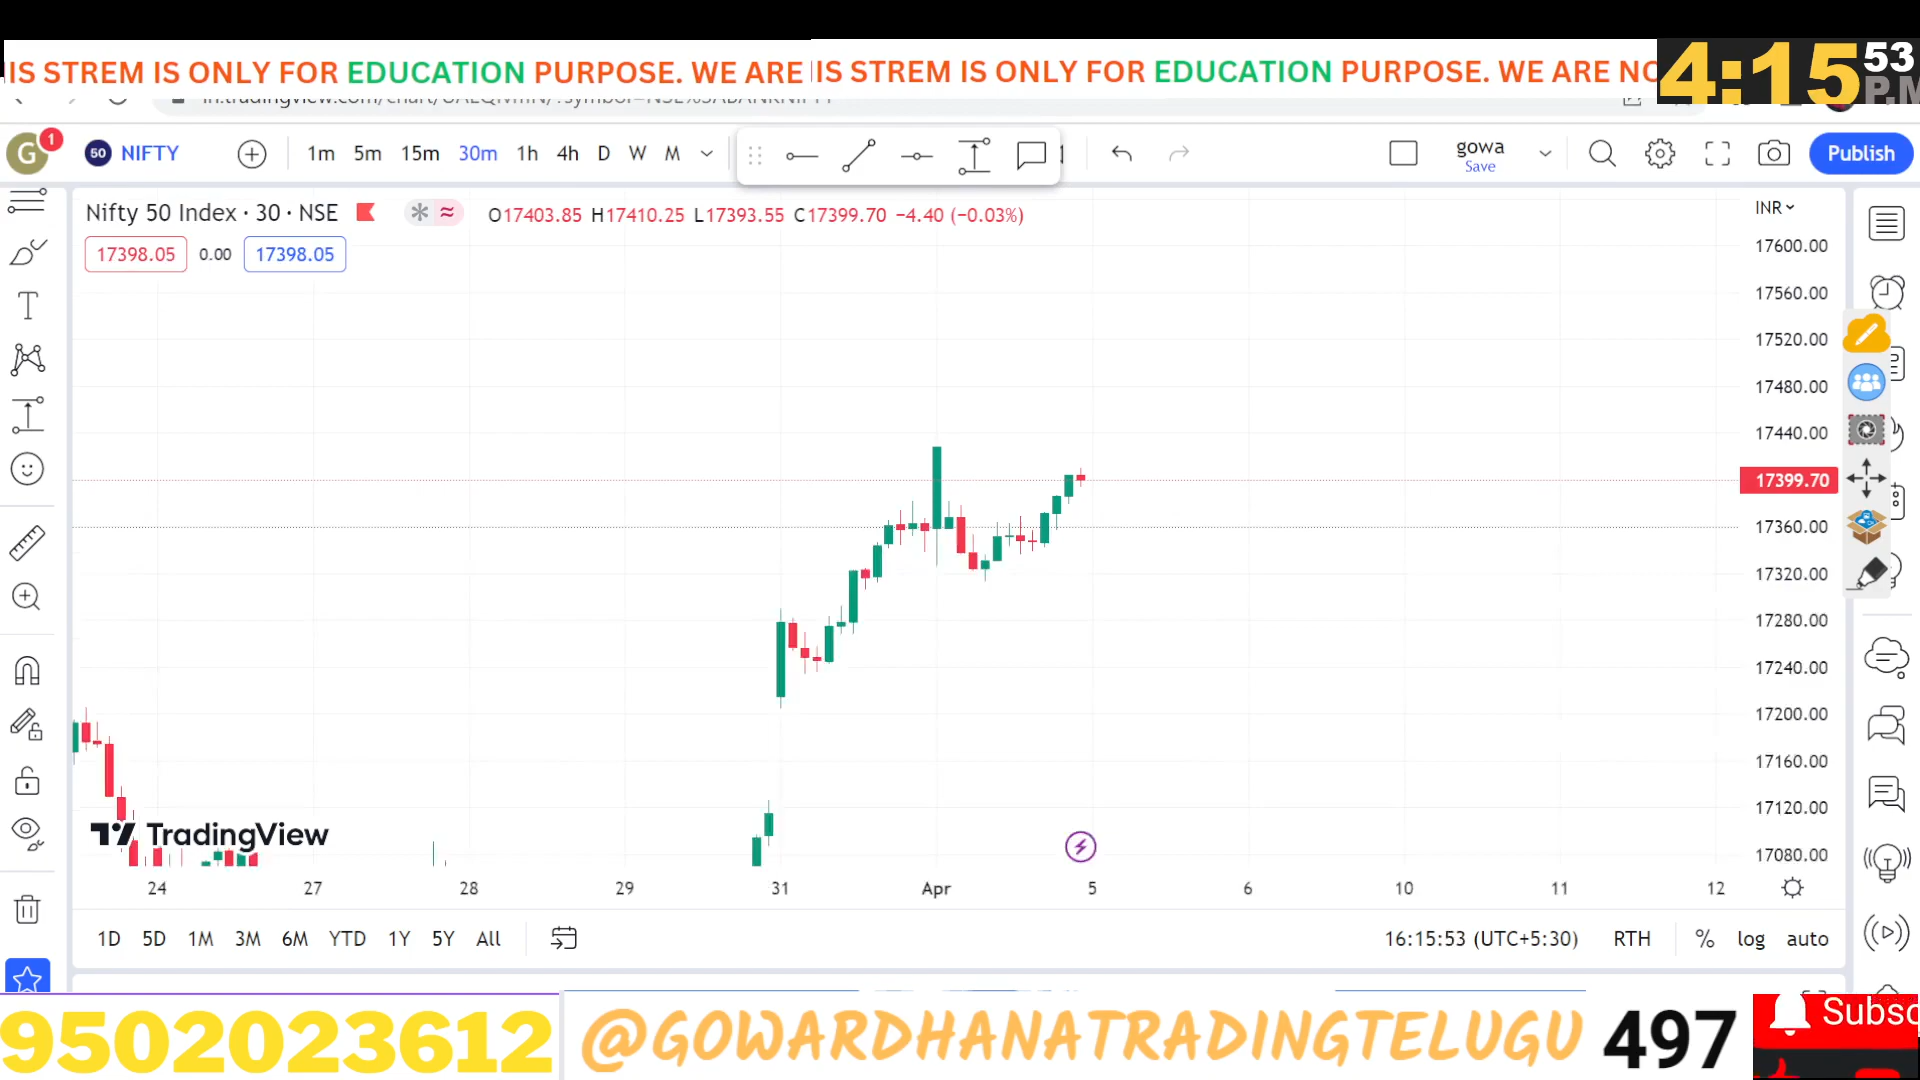 IS STREM IS ONLY FOR EDUCATION PURPOSE. WE ARE IS STREM IS ONLY FOR EDUCATION PURPOSE. WE ARE NO
4:15 53 P.M
G 1 50 NIFTY 1m 5m 15m 30m 1h 4h D W M gowa Save Publish
Nifty 50 Index · 30 · NSE O17403.85 H17410.25 L17393.55 C17399.70 −4.40 (−0.03%)
INR
17398.05 0.00 17398.05
17600.00
17560.00
17520.00
17480.00
17440.00
17399.70
17360.00
17320.00
17280.00
17240.00
17200.00
17160.00
17120.00
17080.00
TradingView
24 27 28 29 31 Apr 5 6 10 11 12
1D 5D 1M 3M 6M YTD 1Y 5Y All 16:15:53 (UTC+5:30) RTH % log auto
9502023612 @GOWARDHANATRADINGTELUGU 497 Subsc